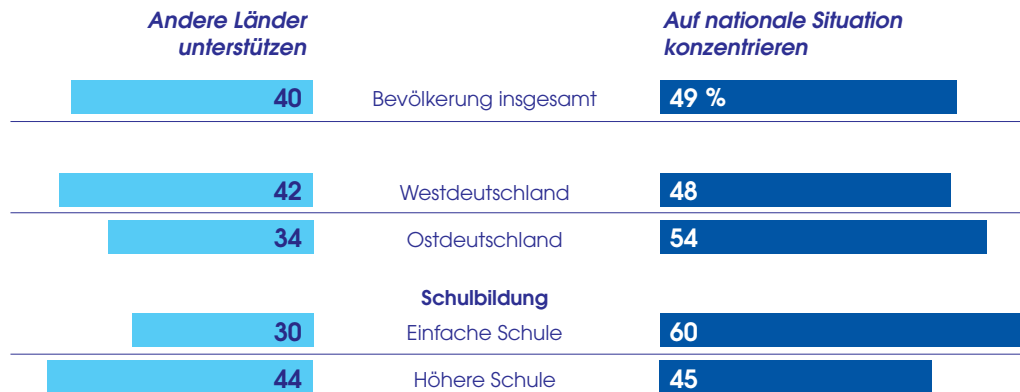 Andere Länder
unterstützen
Auf nationale Situation
konzentrieren
40 Bevölkerung insgesamt 49 %
42 Westdeutschland 48
34 Ostdeutschland 54
Schulbildung
30 Einfache Schule 60
44 Höhere Schule 45